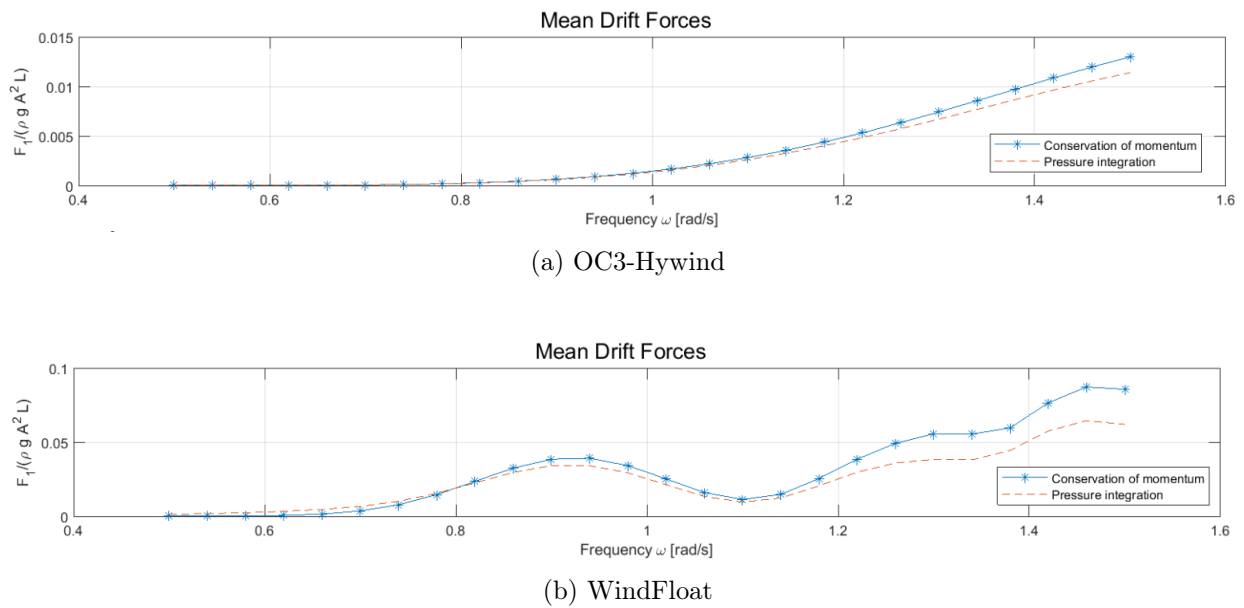 Mean Drift Forces
0.015
0.01
0.005
0
F₁/(ρ g A² L)
0.4
0.6
0.8
1
1.2
1.4
1.6
Frequency ω [rad/s]
Conservation of momentum
Pressure integration
(a) OC3-Hywind
Mean Drift Forces
0.1
0.05
0
F₁/(ρ g A² L)
0.4
0.6
0.8
1
1.2
1.4
1.6
Frequency ω [rad/s]
Conservation of momentum
Pressure integration
(b) WindFloat